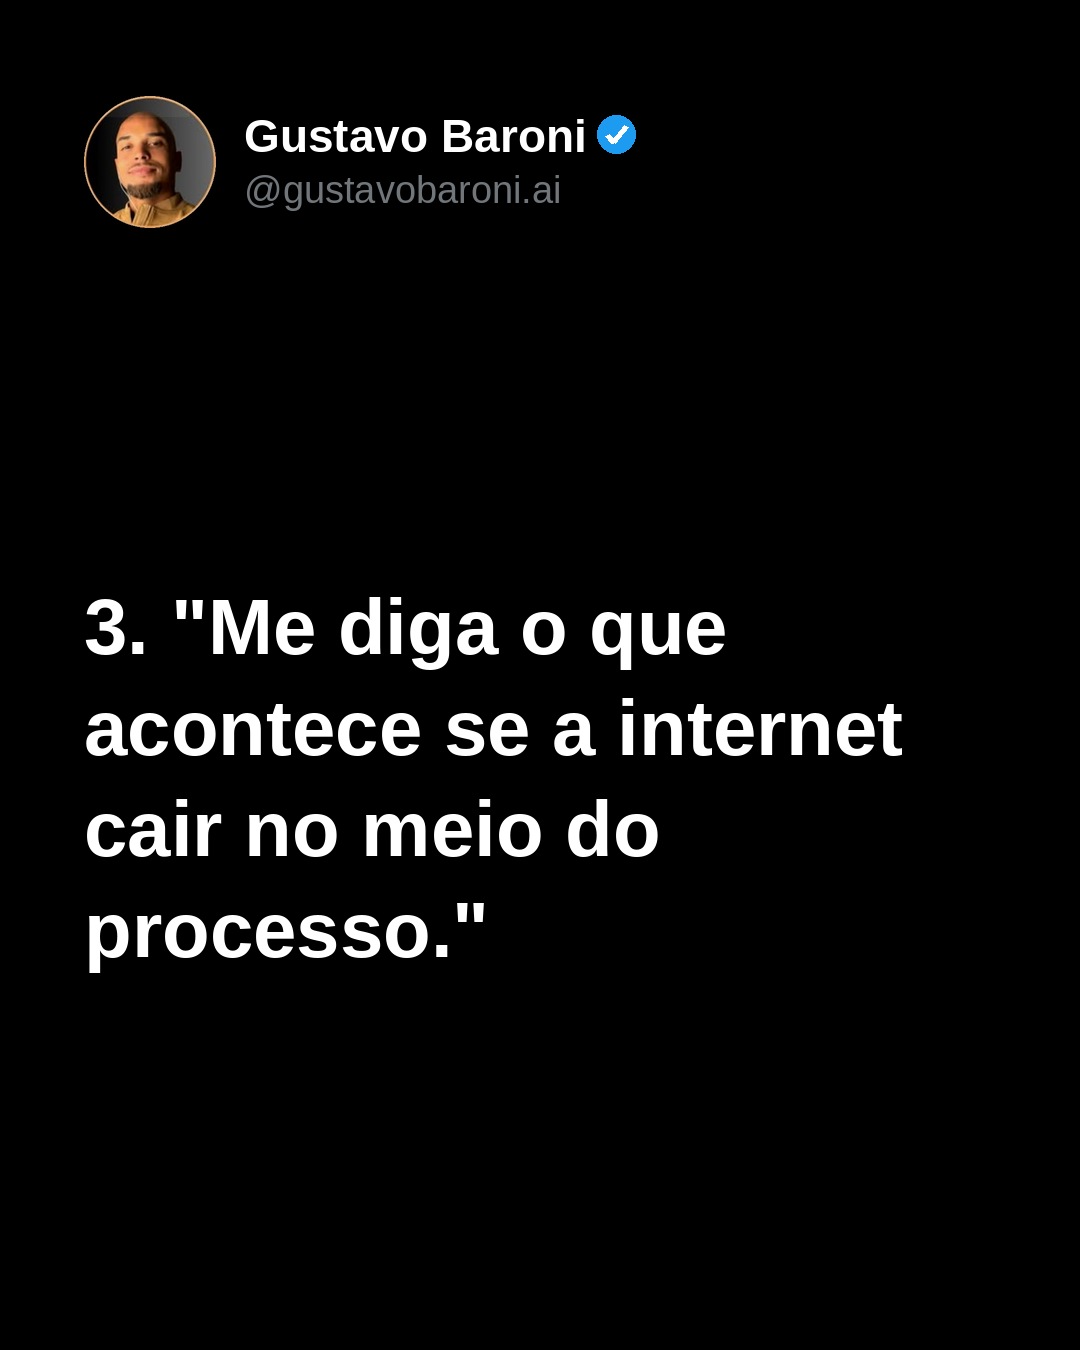 Gustavo Baroni
@gustavobaroni.ai
3. "Me diga o que
acontece se a internet
cair no meio do
processo."